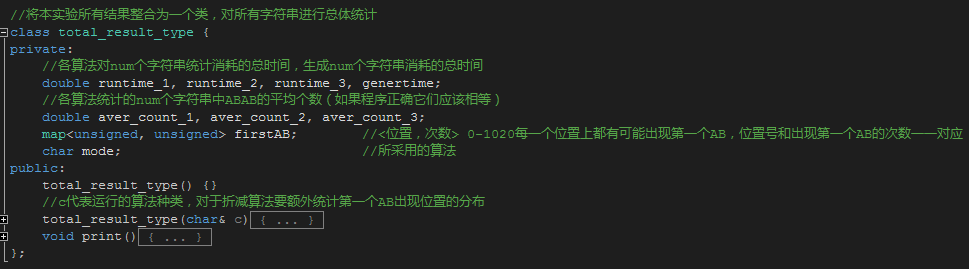 //将本实验所有结果整合为一个类，对所有字符串进行总体统计
class total_result_type {
private:
//各算法对num个字符串统计消耗的总时间，生成num个字符串消耗的总时间
double runtime_1, runtime_2, runtime_3, genertime;
//各算法统计的num个字符串中ABAB的平均个数（如果程序正确它们应该相等）
double aver_count_1, aver_count_2, aver_count_3;
map<unsigned, unsigned> firstAB; //<位置，次数> 0-1020每一个位置上都有可能出现第一个AB，位置号和出现第一个AB的次数一一对应
char mode; //所采用的算法
public:
total_result_type() {}
//c代表运行的算法种类，对于折减算法要额外统计第一个AB出现位置的分布
total_result_type(char& c) { ... }
void print() { ... }
};